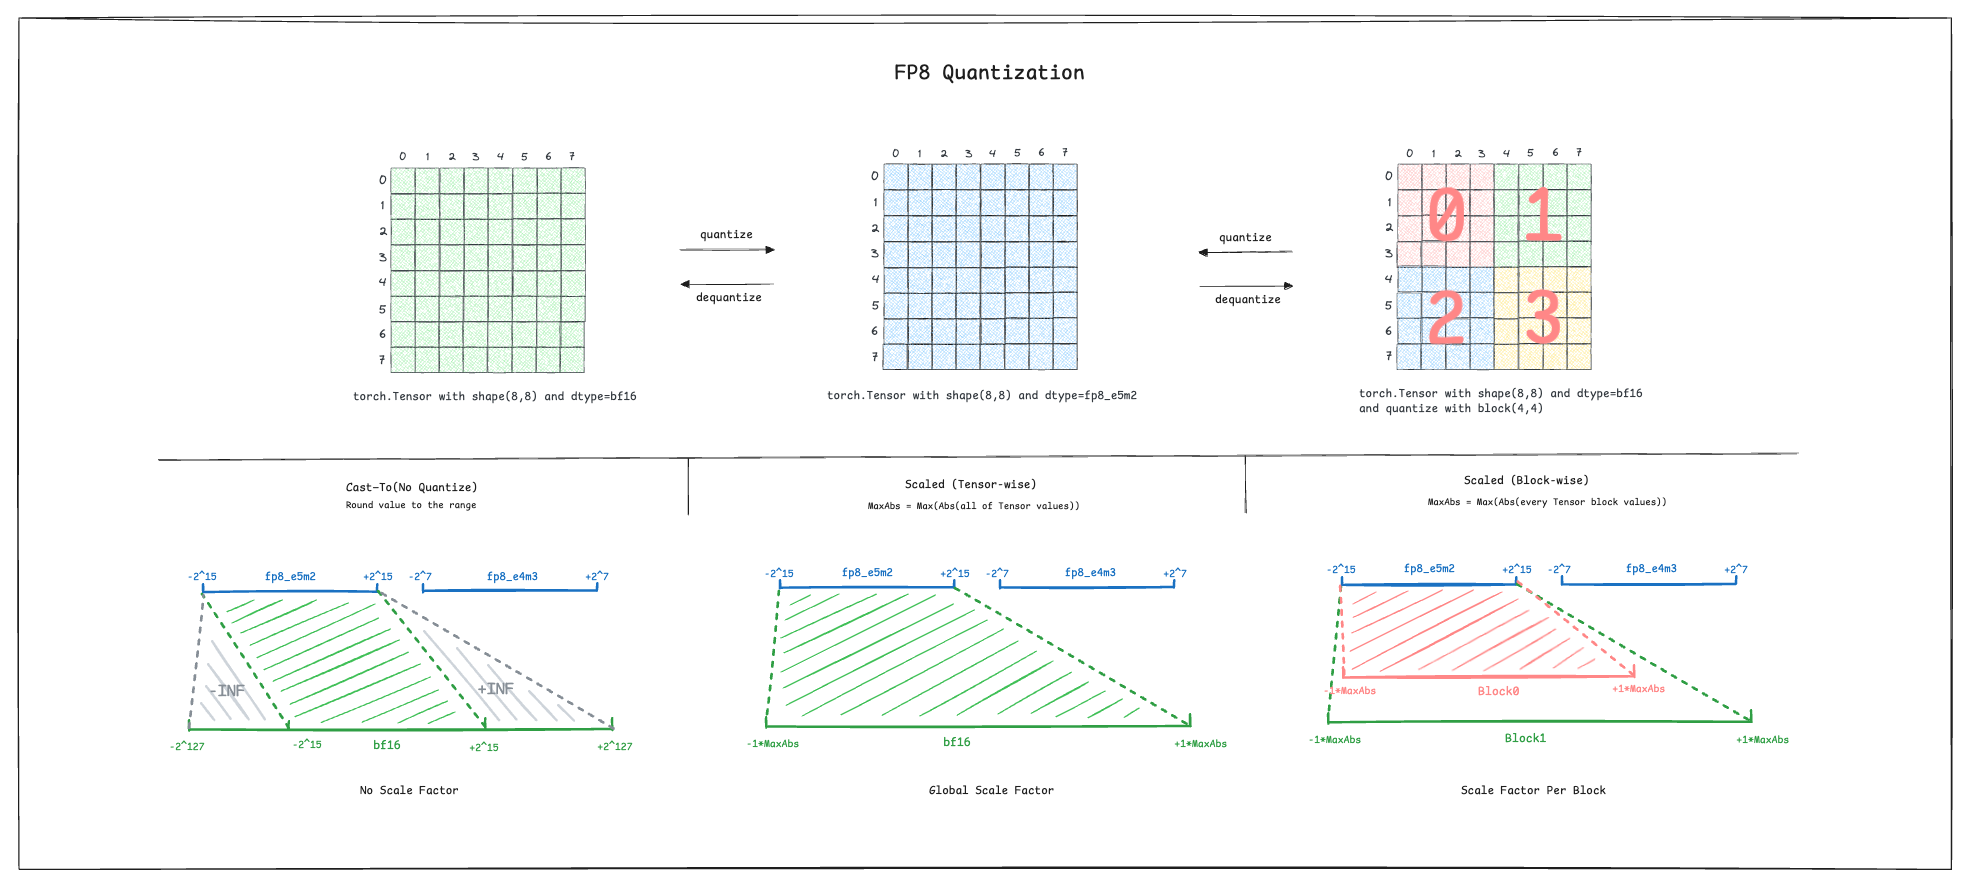 FP8 Quantization
0 1 2 3 4 5 6 7
0
1
2
3
4
5
6
7
torch.Tensor with shape(8,8) and dtype=bf16
quantize
dequantize
0 1 2 3 4 5 6 7
0
1
2
3
4
5
6
7
torch.Tensor with shape(8,8) and dtype=fp8_e5m2
quantize
dequantize
0 1 2 3 4 5 6 7
0
1
2
3
4
5
6
7
0 1
2 3
torch.Tensor with shape(8,8) and dtype=bf16
and quantize with block(4,4)
Cast-To(No Quantize)
Round value to the range
-2^15 fp8_e5m2 +2^15 -2^7 fp8_e4m3 +2^7
-INF +INF
-2^127 -2^15 bf16 +2^15 +2^127
No Scale Factor
Scaled (Tensor-wise)
MaxAbs = Max(Abs(all of Tensor values))
-2^15 fp8_e5m2 +2^15 -2^7 fp8_e4m3 +2^7
-1*MaxAbs bf16 +1*MaxAbs
Global Scale Factor
Scaled (Block-wise)
MaxAbs = Max(Abs(every Tensor block values))
-2^15 fp8_e5m2 +2^15 -2^7 fp8_e4m3 +2^7
-1*MaxAbs Block0 +1*MaxAbs
-1*MaxAbs Block1 +1*MaxAbs
Scale Factor Per Block